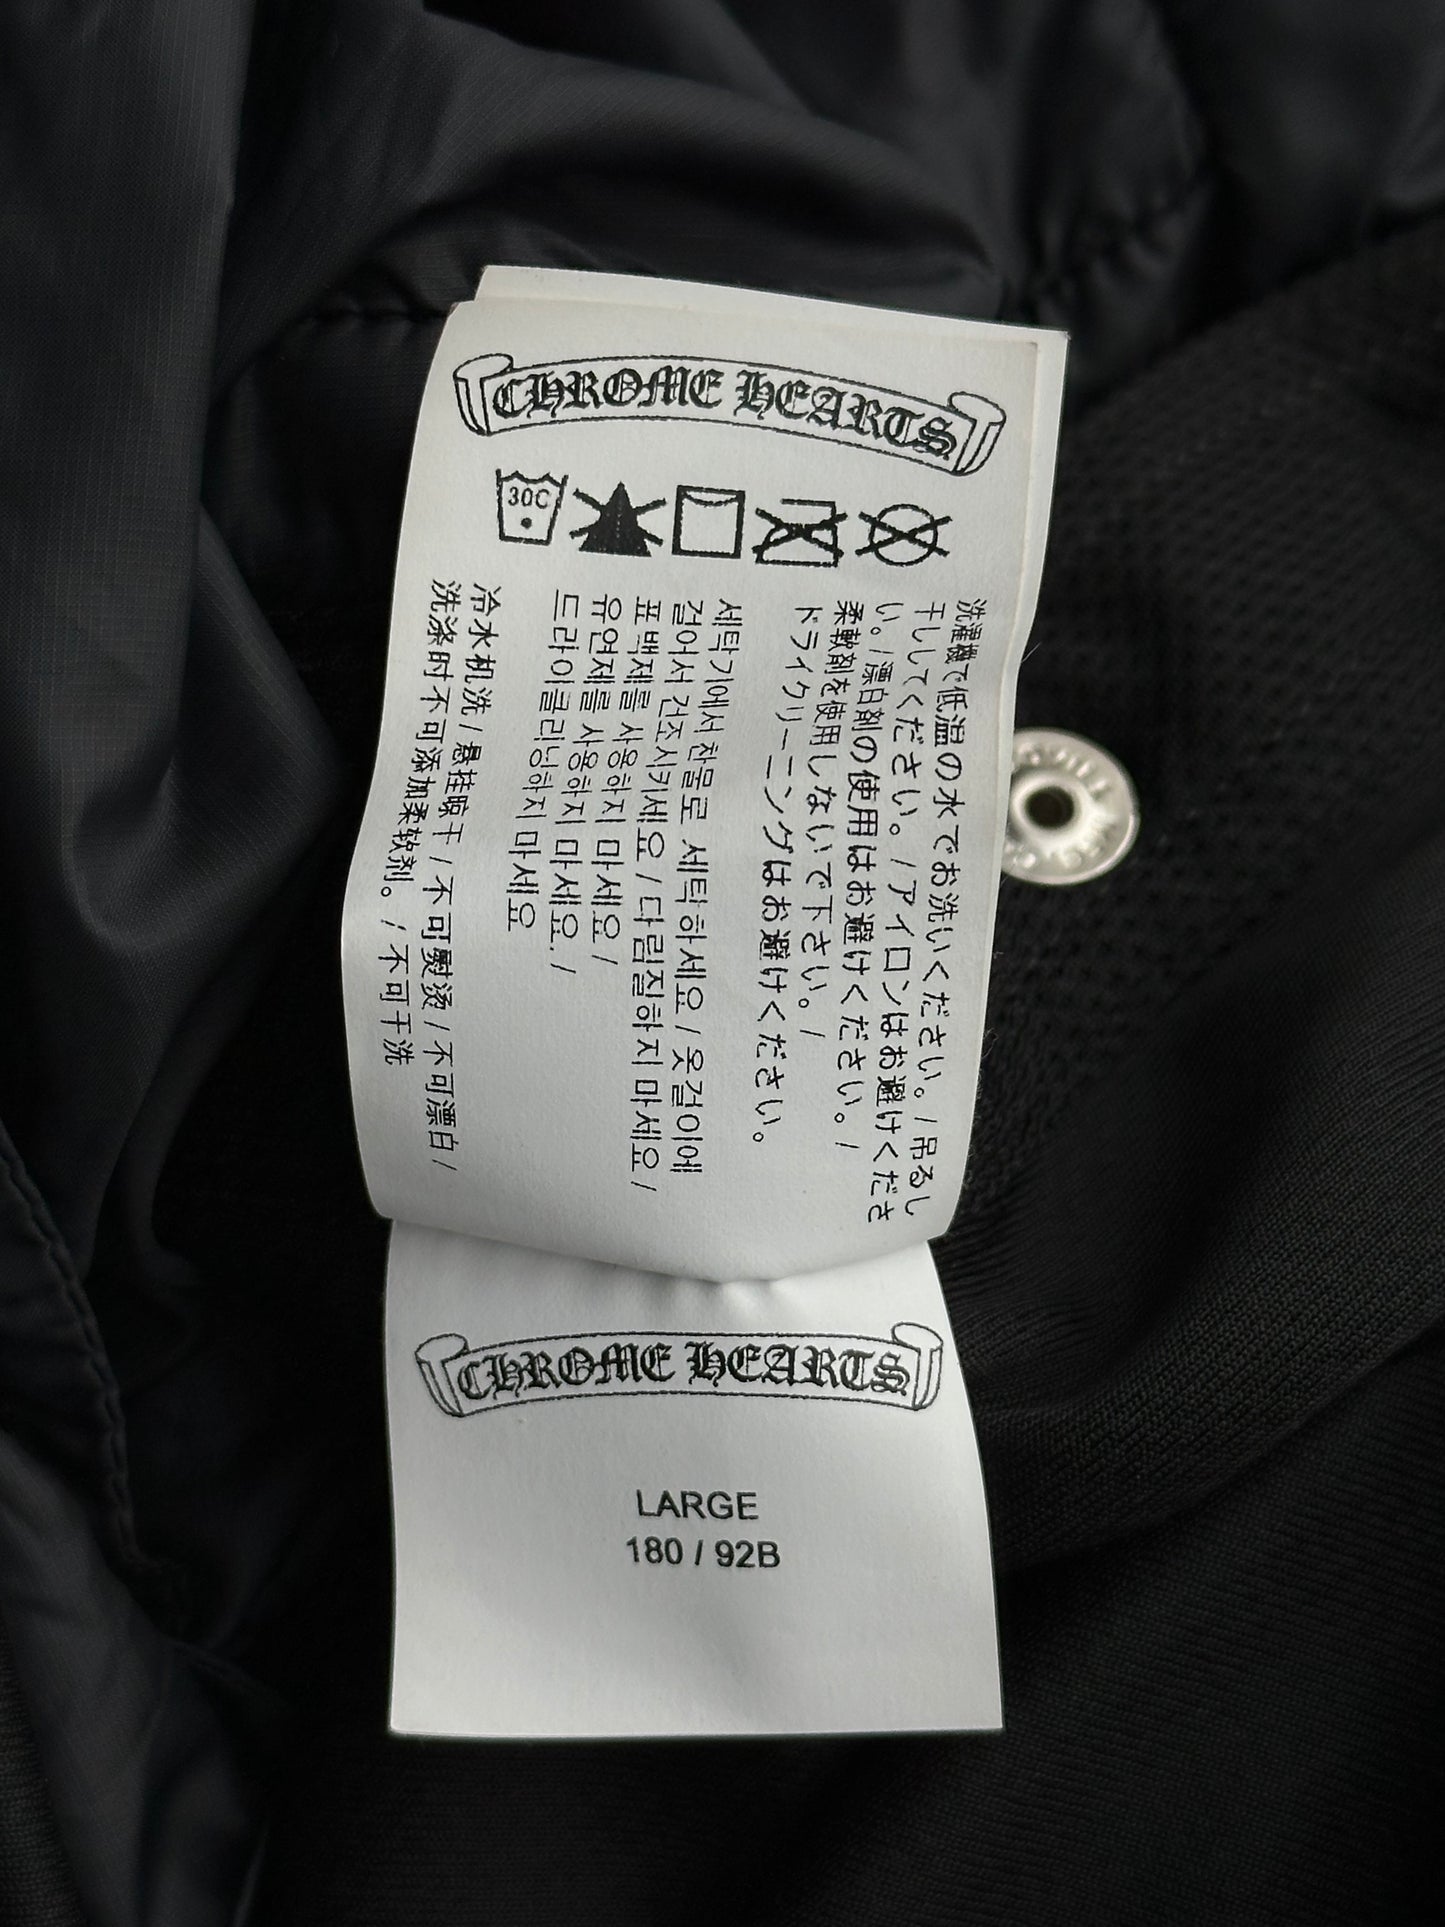 CHROME HEARTS
30C
洗濯機で低温の水でお洗いください。/ 吊るし
干ししてください。/ アイロンはお避けくださ
い。/ 漂白剤の使用はお避けください。/
柔軟剤を使用しないで下さい。/
ドライクリーニングはお避けください。
세탁기에서 찬물로 세탁하세요 / 옷걸이에
걸어서 건조시키세요 / 다림질하지 마세요 /
표백제를 사용하지 마세요 /
유연제를 사용하지 마세요. /
드라이클리닝하지 마세요
冷水机洗 / 悬挂晾干 / 不可熨烫 / 不可漂白 /
洗涤时不可添加柔软剂。 / 不可干洗
CHROME HEARTS
LARGE
180 / 92B